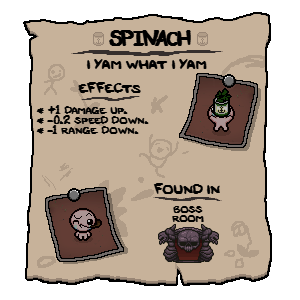 SPINACH
I YAM WHAT I YAM
EFFECTS
* +1 DAMAGE UP.
* -0.2 SPEED DOWN.
* -1 RANGE DOWN.
FOUND IN
BOSS
ROOM